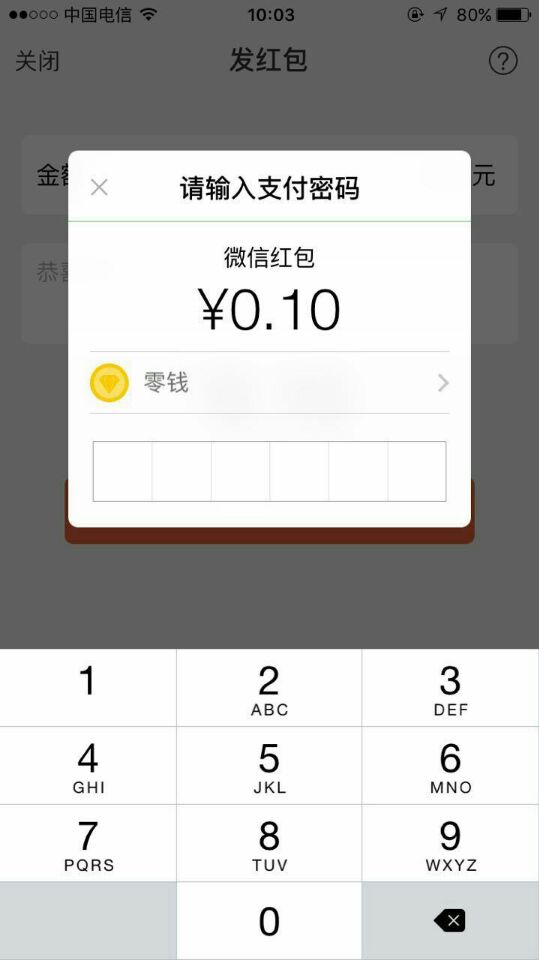 中国电信 10:03 80%
关闭 发红包 ?
金额 元
请输入支付密码
恭喜
微信红包
¥0.10
零钱
1 2 3
ABC DEF
4 5 6
GHI JKL MNO
7 8 9
PQRS TUV WXYZ
0